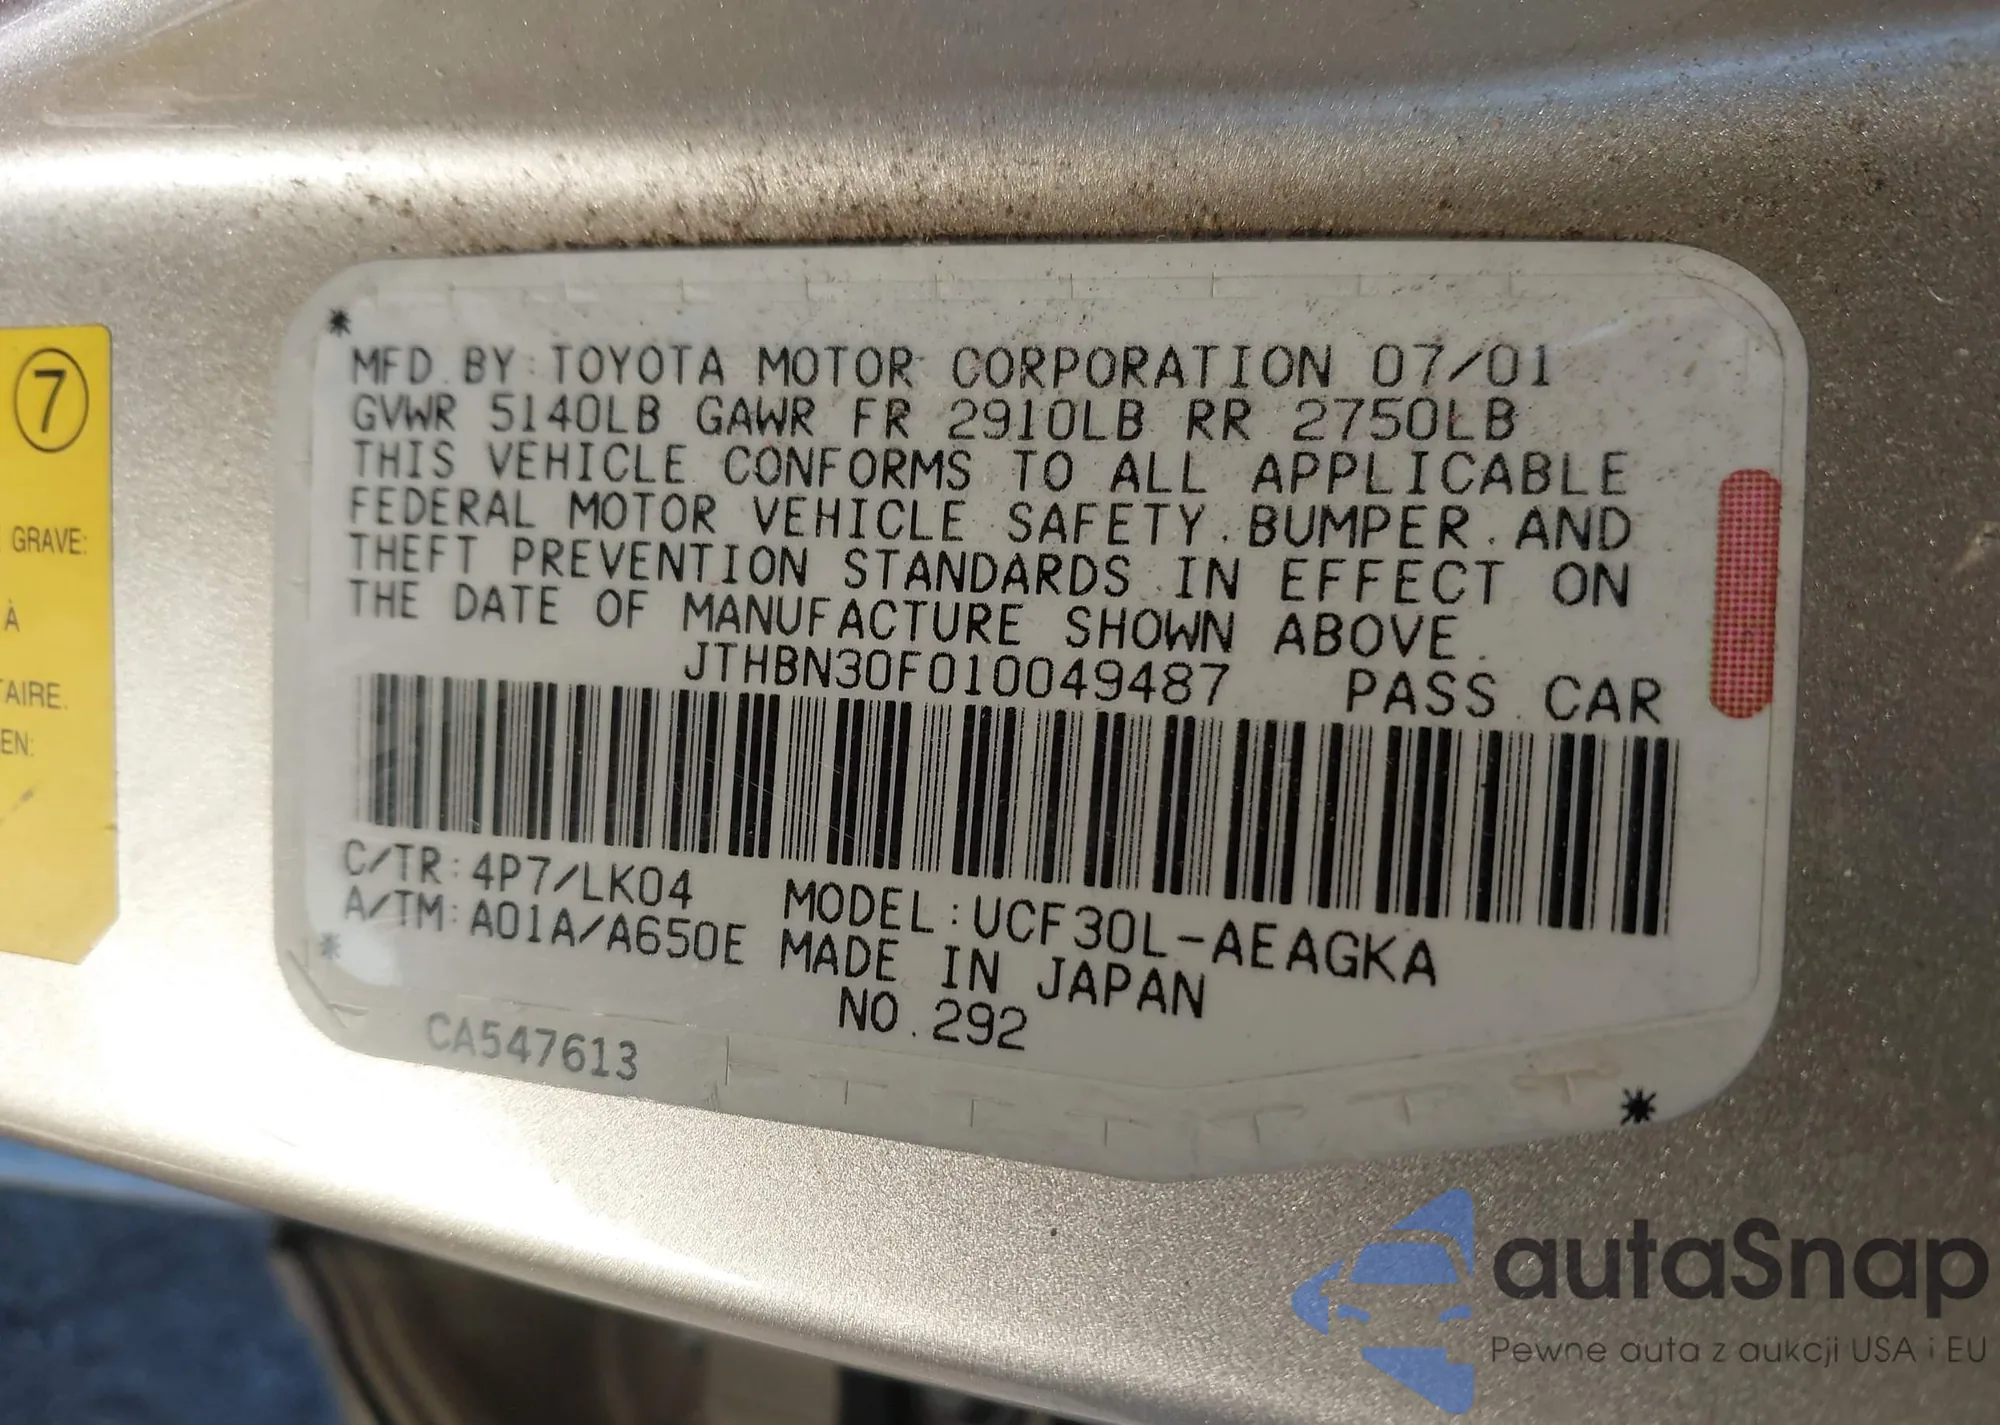 7
GRAVE:
À
TAIRE.
EN:
MFD. BY: TOYOTA MOTOR CORPORATION 07/01
GVWR 5140LB GAWR FR 2910LB RR 2750LB
THIS VEHICLE CONFORMS TO ALL APPLICABLE
FEDERAL MOTOR VEHICLE SAFETY, BUMPER, AND
THEFT PREVENTION STANDARDS IN EFFECT ON
THE DATE OF MANUFACTURE SHOWN ABOVE.
JTHBN30F010049487 PASS. CAR
C/TR: 4P7/LK04 MODEL: UCF30L-AEAGKA
A/TM: A01A/A650E MADE IN JAPAN
NO. 292
CA547613
autaSnap
Pewne auta z aukcji USA i EU